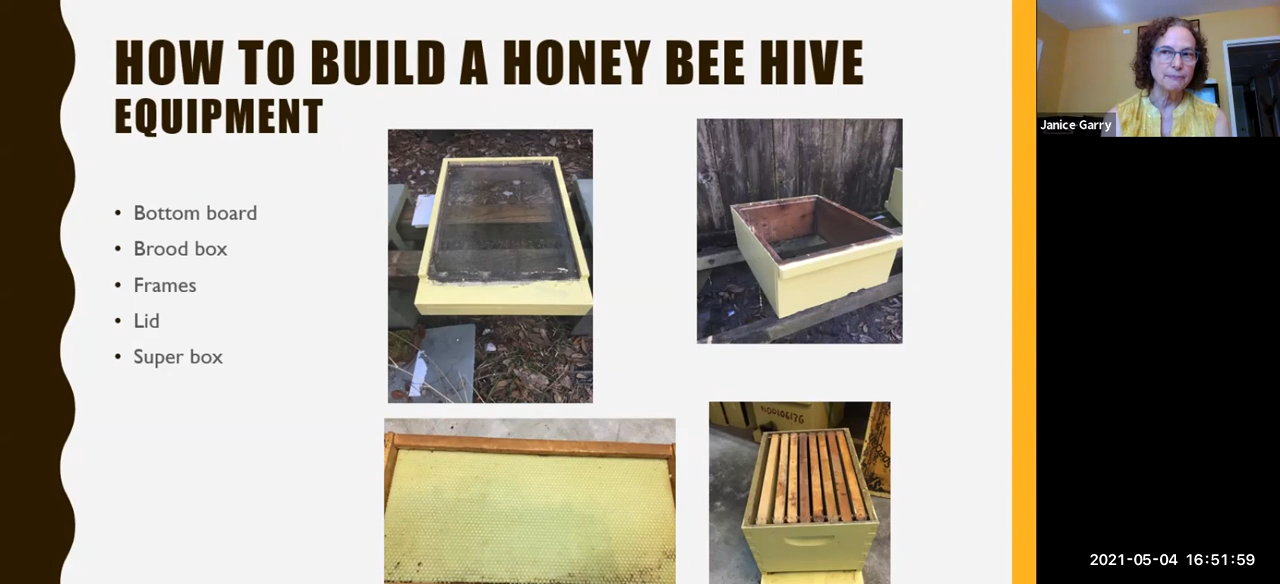 HOW TO BUILD A HONEY BEE HIVE
EQUIPMENT
• Bottom board
• Brood box
• Frames
• Lid
• Super box
Janice Garry
2021-05-04 16:51:59